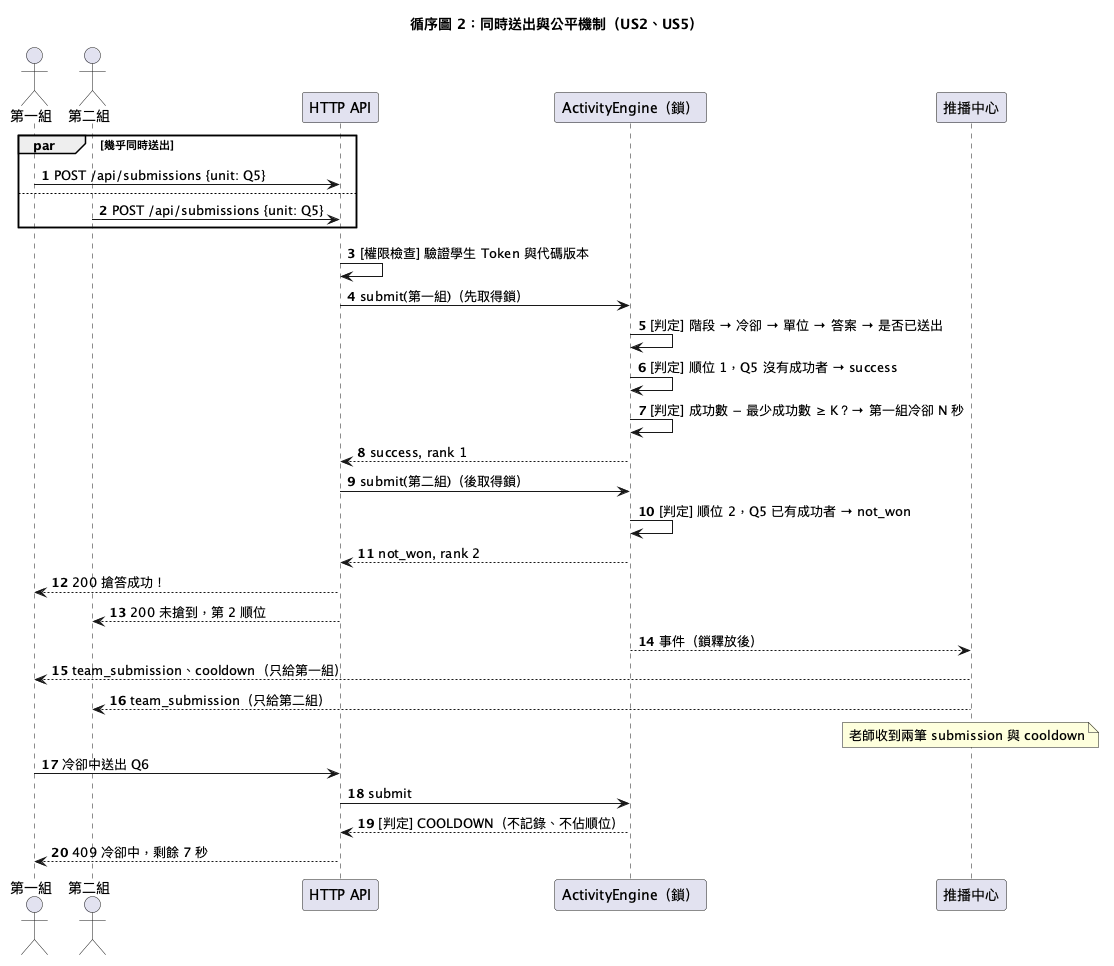 循序圖 2：同時送出與公平機制（US2、US5）
第一組
第二組
HTTP API
ActivityEngine（鎖）
推播中心
par
[幾乎同時送出]
1 POST /api/submissions {unit: Q5}
2 POST /api/submissions {unit: Q5}
3 [權限檢查] 驗證學生 Token 與代碼版本
4 submit(第一組)（先取得鎖）
5 [判定] 階段 → 冷卻 → 單位 → 答案 → 是否已送出
6 [判定] 順位 1，Q5 沒有成功者 → success
7 [判定] 成功數 − 最少成功數 ≥ K？→ 第一組冷卻 N 秒
8 success, rank 1
9 submit(第二組)（後取得鎖）
10 [判定] 順位 2，Q5 已有成功者 → not_won
11 not_won, rank 2
12 200 搶答成功！
13 200 未搶到，第 2 順位
14 事件（鎖釋放後）
15 team_submission、cooldown（只給第一組）
16 team_submission（只給第二組）
老師收到兩筆 submission 與 cooldown
17 冷卻中送出 Q6
18 submit
19 [判定] COOLDOWN（不記錄、不佔順位）
20 409 冷卻中，剩餘 7 秒
第一組
第二組
HTTP API
ActivityEngine（鎖）
推播中心